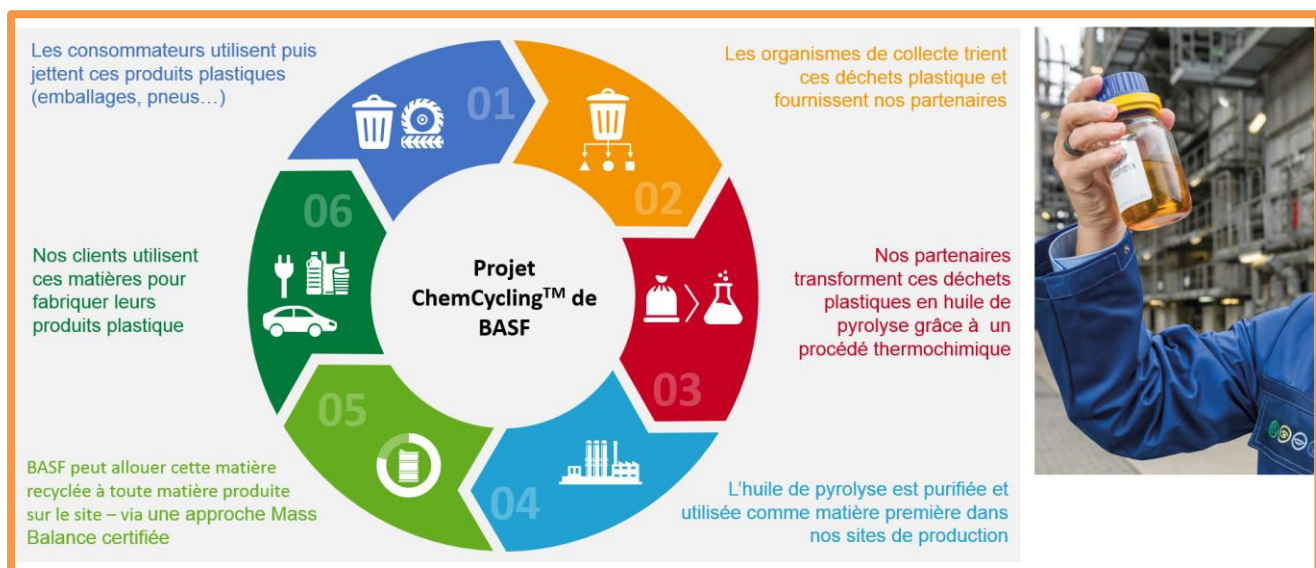 Les consommateurs utilisent puis
jettent ces produits plastiques
(emballages, pneus…)
01
Les organismes de collecte trient
ces déchets plastique et
fournissent nos partenaires
02
Nos partenaires
transforment ces déchets
plastiques en huile de
pyrolyse grâce à un
procédé thermochimique
03
L'huile de pyrolyse est purifiée et
utilisée comme matière première dans
nos sites de production
04
BASF peut allouer cette matière
recyclée à toute matière produite
sur le site – via une approche Mass
Balance certifiée
05
Nos clients utilisent
ces matières pour
fabriquer leurs
produits plastique
06
Projet
ChemCycling™ de
BASF